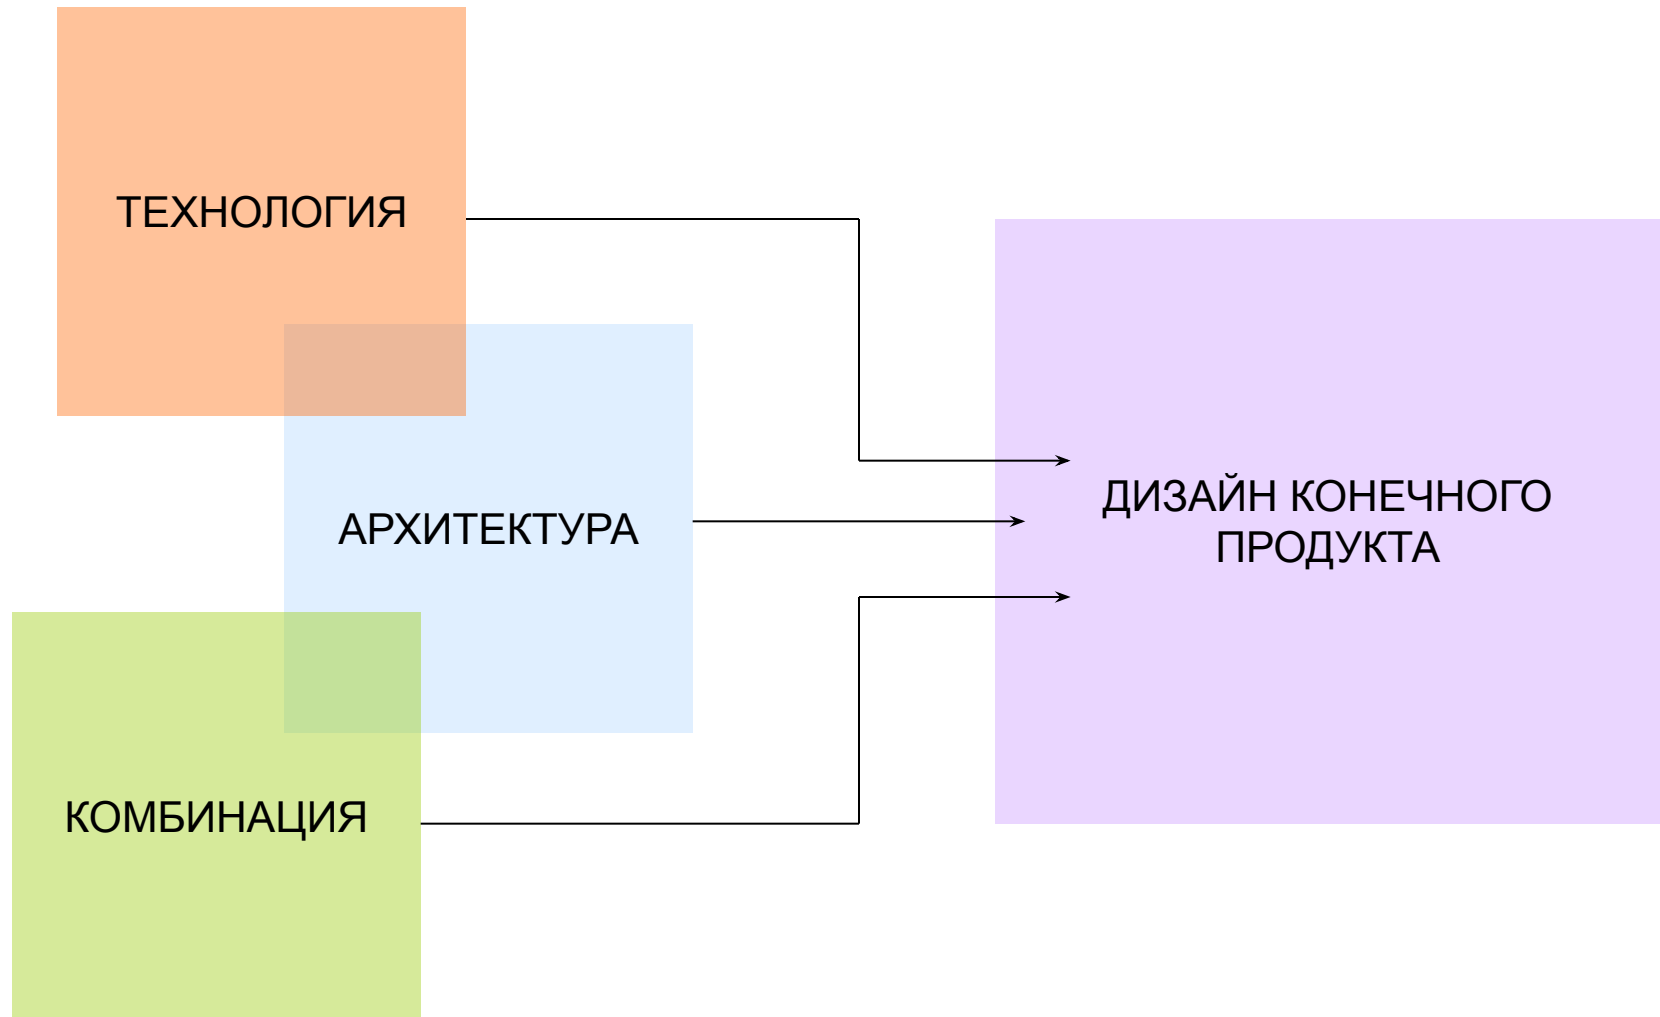 ТЕХНОЛОГИЯ
АРХИТЕКТУРА
КОМБИНАЦИЯ
ДИЗАЙН КОНЕЧНОГО
ПРОДУКТА